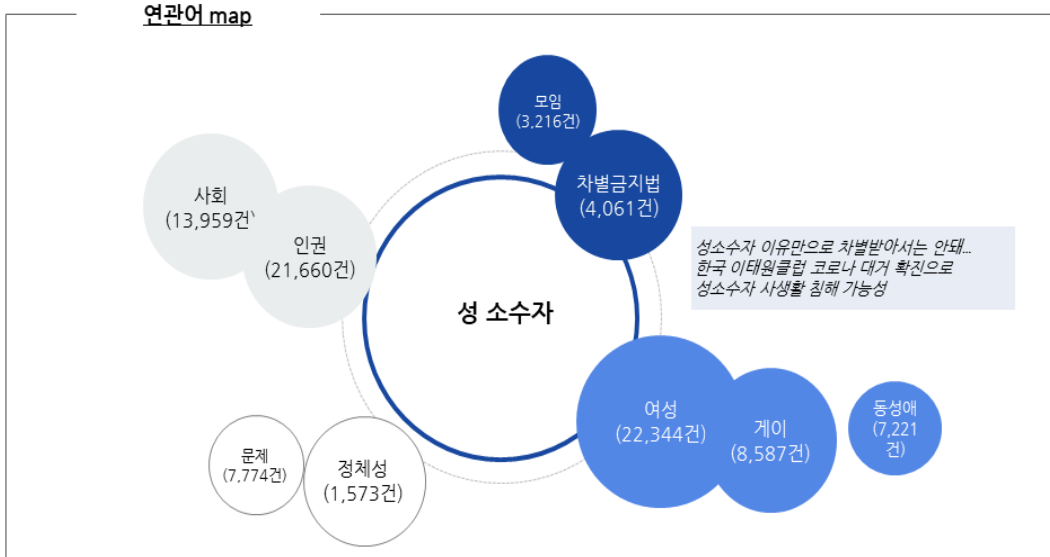 연관어 map
모임
(3,216건)
차별금지법
(4,061건)
사회
(13,959건)
인권
(21,660건)
성소수자 이유만으로 차별받아서는 안돼...
한국 이태원클럽 코로나 대거 확진으로
성소수자 사생활 침해 가능성
성 소수자
여성
(22,344건)
게이
(8,587건)
동성애
(7,221
건)
문제
(7,774건)
정체성
(1,573건)